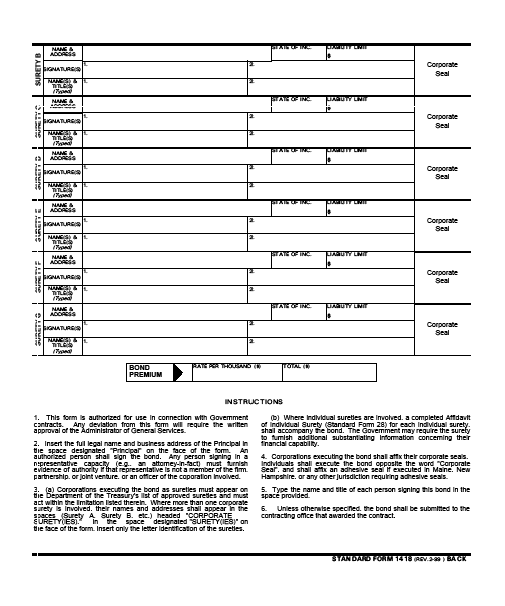 SURETY B
NAME & ADDRESS
STATE OF INC.
LIABILITY LIMIT
$
Corporate Seal
SIGNATURE(S)
1.
2.
NAME(S) & TITLE(S) (Typed)
1.
2.
NAME &
STATE OF INC.
LIABILITY LIMIT
Corporate Seal
SIGNATURE(S)
1.
2.
NAME(S) & TITLE(S) (Typed)
1.
2.
NAME & ADDRESS
STATE OF INC.
LIABILITY LIMIT
$
Corporate Seal
SIGNATURE(S)
1.
2.
NAME(S) & TITLE(S) (Typed)
1.
2.
NAME & ADDRESS
STATE OF INC.
LIABILITY LIMIT
$
Corporate Seal
SIGNATURE(S)
1.
2.
NAME(S) & TITLE(S) (Typed)
1.
2.
NAME & ADDRESS
STATE OF INC.
LIABILITY LIMIT
$
Corporate Seal
SIGNATURE(S)
1.
2.
NAME(S) & TITLE(S) (Typed)
1.
2.
NAME & ADDRESS
STATE OF INC.
LIABILITY LIMIT
$
Corporate Seal
SIGNATURE(S)
1.
2.
NAME(S) & TITLE(S) (Typed)
1.
2.
BOND PREMIUM
RATE PER THOUSAND ($)
TOTAL ($)
INSTRUCTIONS
1. This form is authorized for use in connection with Government
contracts. Any deviation from this form will require the written
approval of the Administrator of General Services.
2. Insert the full legal name and business address of the Principal in
the space designated "Principal" on the face of the form. An
authorized person shall sign the bond. Any person signing in a
representative capacity (e.g., an attorney-in-fact) must furnish
evidence of authority if that representative is not a member of the firm,
partnership, or joint venture, or an officer of the coporation involved.
3. (a) Corporations executing the bond as sureties must appear on
the Department of the Treasury's list of approved sureties and must
act within the limitation listed therein. Where more than one corporate
surety is involved, their names and addresses shall appear in the
spaces (Surety A, Surety B, etc.) headed "CORPORATE
SURETY(IES)." In the space designated "SURETY(IES)" on
the face of the form, insert only the letter identification of the sureties.
(b) Where individual sureties are involved, a completed Affidavit
of Individual Surety (Standard Form 28) for each individual surety,
shall accompany the bond. The Government may require the surety
to furnish additional substantiating information concerning their
financial capability.
4. Corporations executing the bond shall affix their corporate seals.
Individuals shall execute the bond opposite the word "Corporate
Seal", and shall affix an adhesive seal if executed in Maine, New
Hampshire, or any other jurisdiction requiring adhesive seals.
5. Type the name and title of each person signing this bond in the
space provided.
6. Unless otherwise specified, the bond shall be submitted to the
contracting office that awarded the contract.
STANDARD FORM 1418 (REV. 2-99) BACK